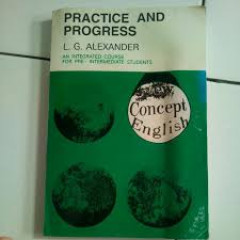 PRACTICE AND
PROGRESS
L. G. ALEXANDER
AN INTEGRATED COURSE
FOR PRE-INTERMEDIATE STUDENTS
Concept
English